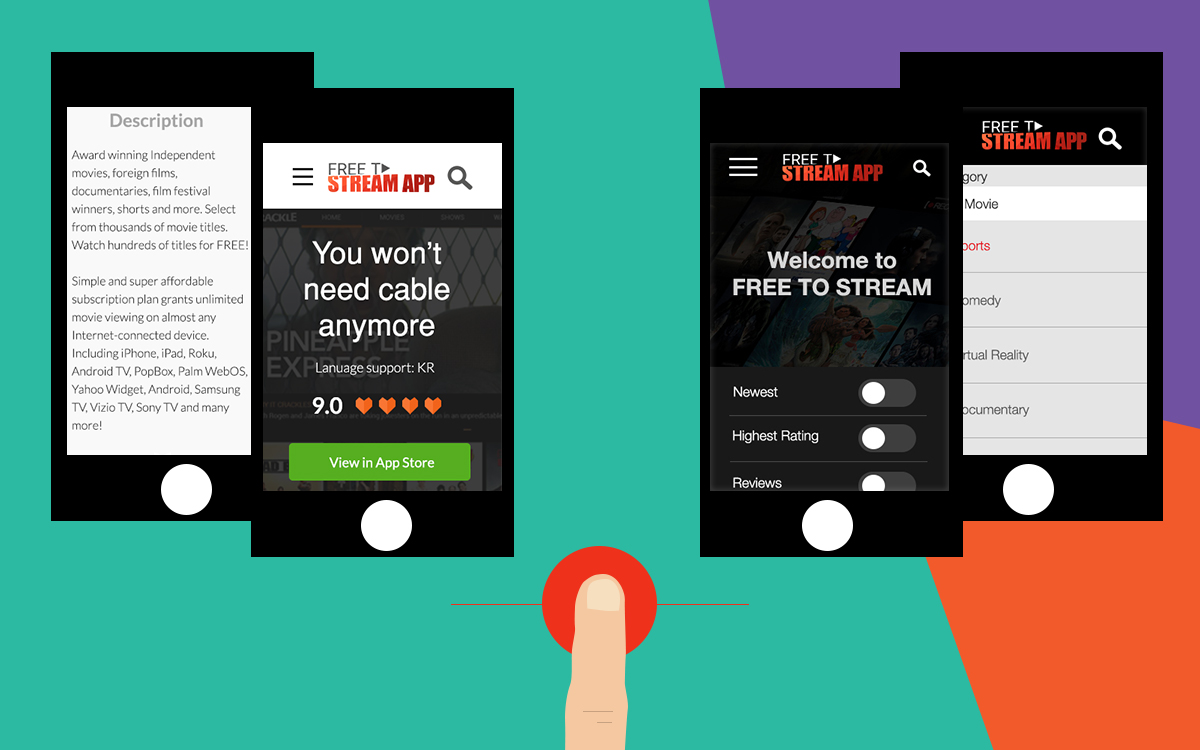 Description
Award winning Independent
movies, foreign films,
documentaries, film festival
winners, shorts and more. Select
from thousands of movie titles.
Watch hundreds of titles for FREE!
Simple and super affordable
subscription plan grants unlimited
movie viewing on almost any
Internet-connected device.
Including iPhone, iPad, Roku,
Android TV, PopBox, Palm WebOS,
Yahoo Widget, Android, Samsung
TV, Vizio TV, Sony TV and many
more!
FREE T
STREAM APP
RACKLE HOME MOVIES SHOWS
You won't
need cable
anymore
PINEAPPLE
EXPRESS
Lanuage support: KR
9.0
View in App Store
FREE T
STREAM APP
Welcome to
FREE TO STREAM
Newest
Highest Rating
Reviews
FREE T
STREAM APP
gory
Movie
ports
omedy
rtual Reality
ocumentary